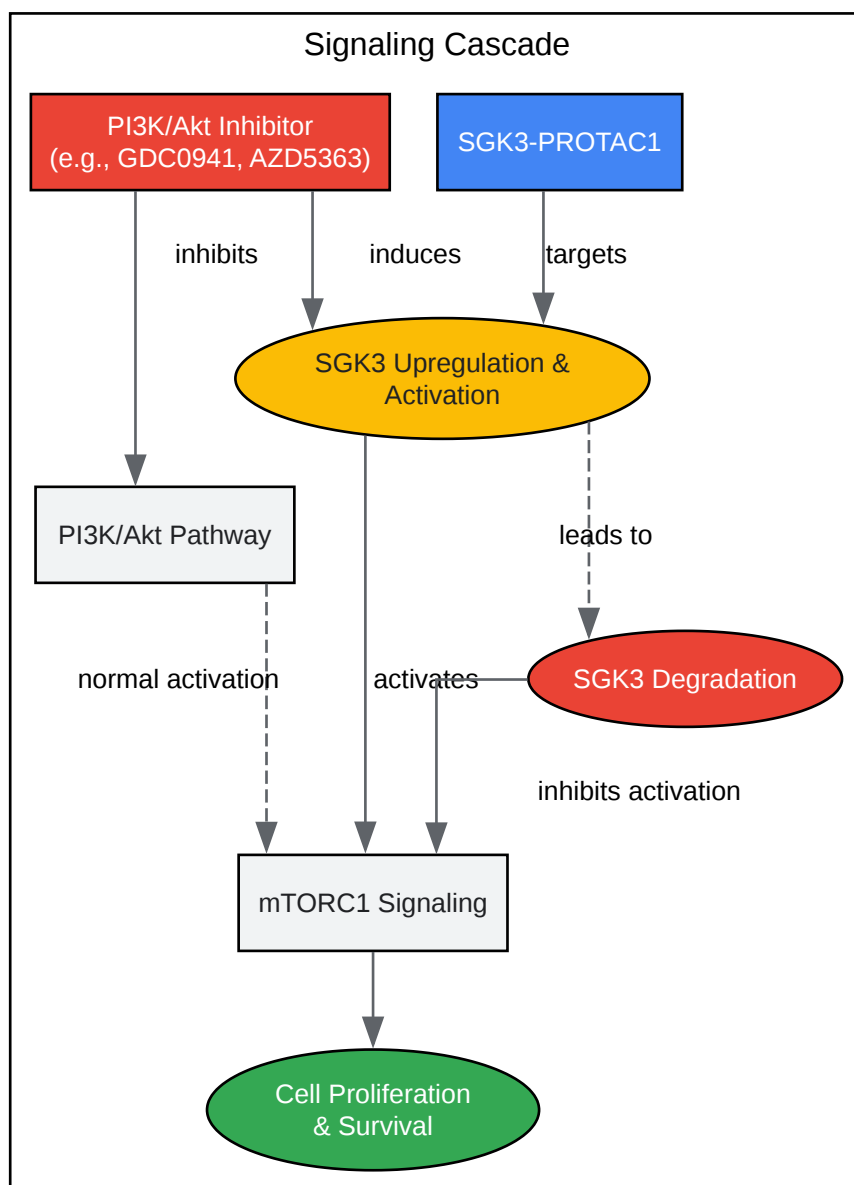 Signaling Cascade
PI3K/Akt Inhibitor
(e.g., GDC0941, AZD5363)
SGK3-PROTAC1
inhibits
induces
targets
SGK3 Upregulation &
Activation
PI3K/Akt Pathway
leads to
normal activation
activates
SGK3 Degradation
inhibits activation
mTORC1 Signaling
Cell Proliferation
& Survival